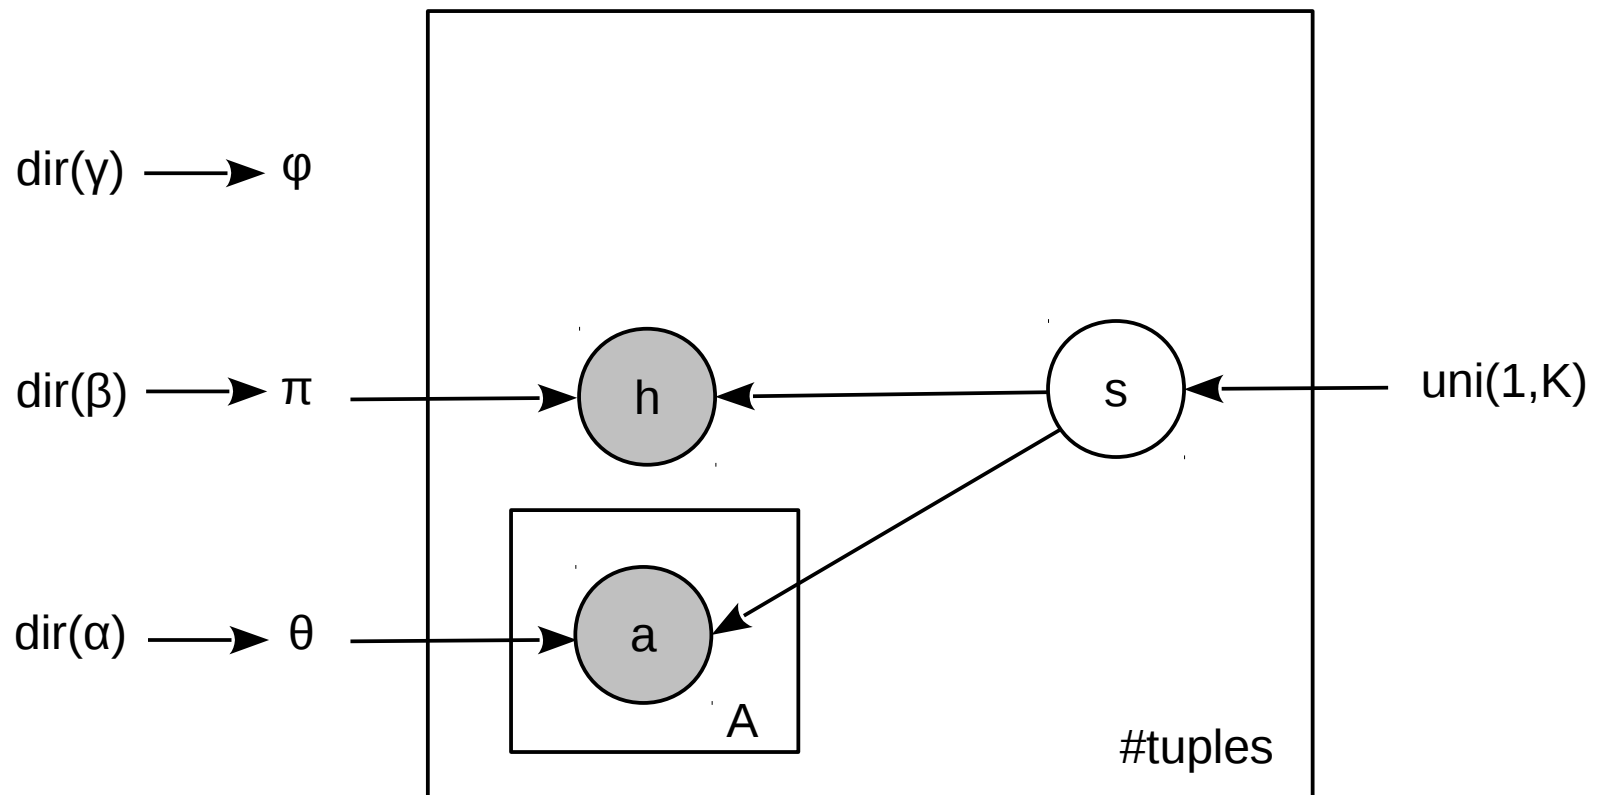 dir(γ) φ
dir(β) π h s uni(1,K)
dir(α) θ a
A
#tuples